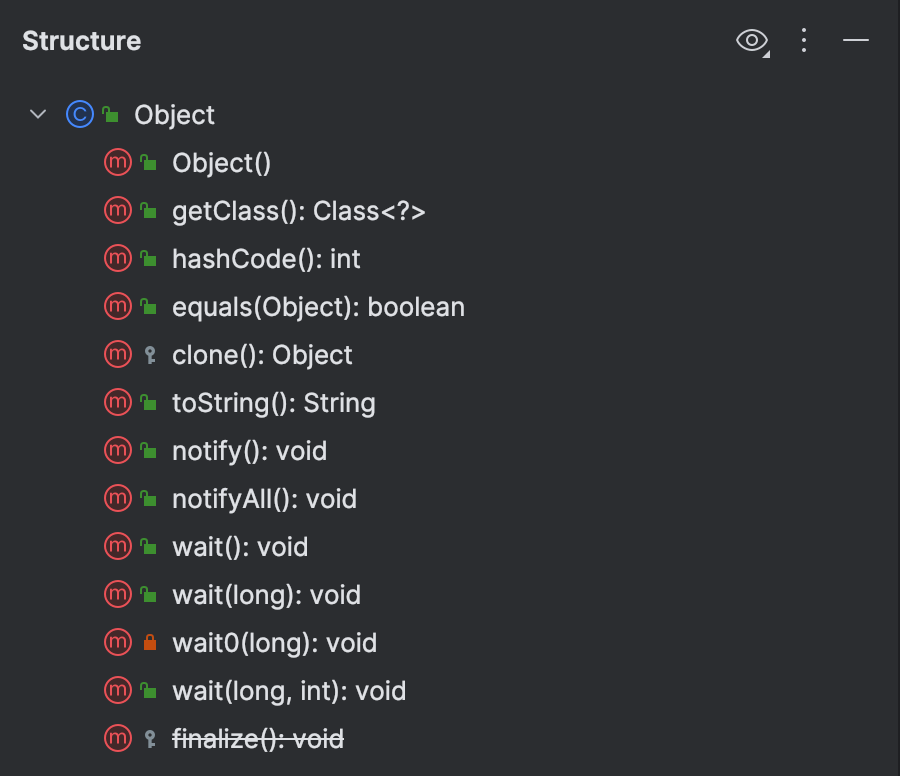 Structure
Object
Object()
getClass(): Class<?>
hashCode(): int
equals(Object): boolean
clone(): Object
toString(): String
notify(): void
notifyAll(): void
wait(): void
wait(long): void
wait0(long): void
wait(long, int): void
finalize(): void